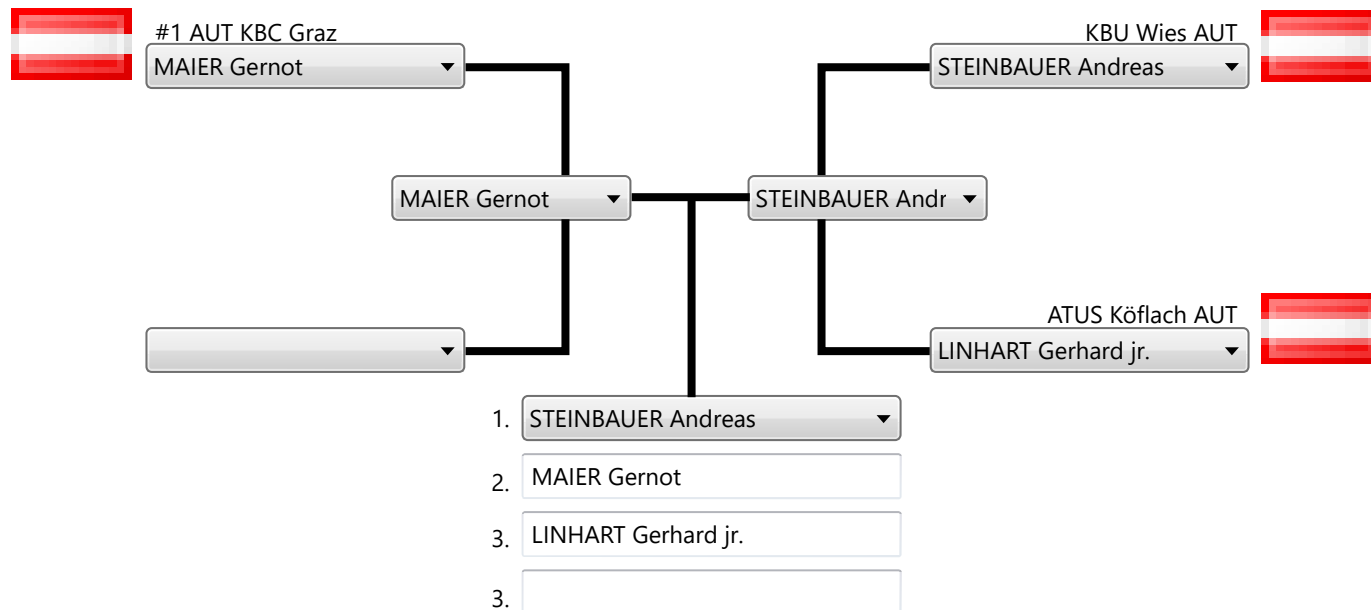 #1 AUT KBC Graz
MAIER Gernot
KBU Wies AUT
STEINBAUER Andreas
MAIER Gernot
STEINBAUER Andr
ATUS Köflach AUT
LINHART Gerhard jr.
1. STEINBAUER Andreas
2. MAIER Gernot
3. LINHART Gerhard jr.
3.